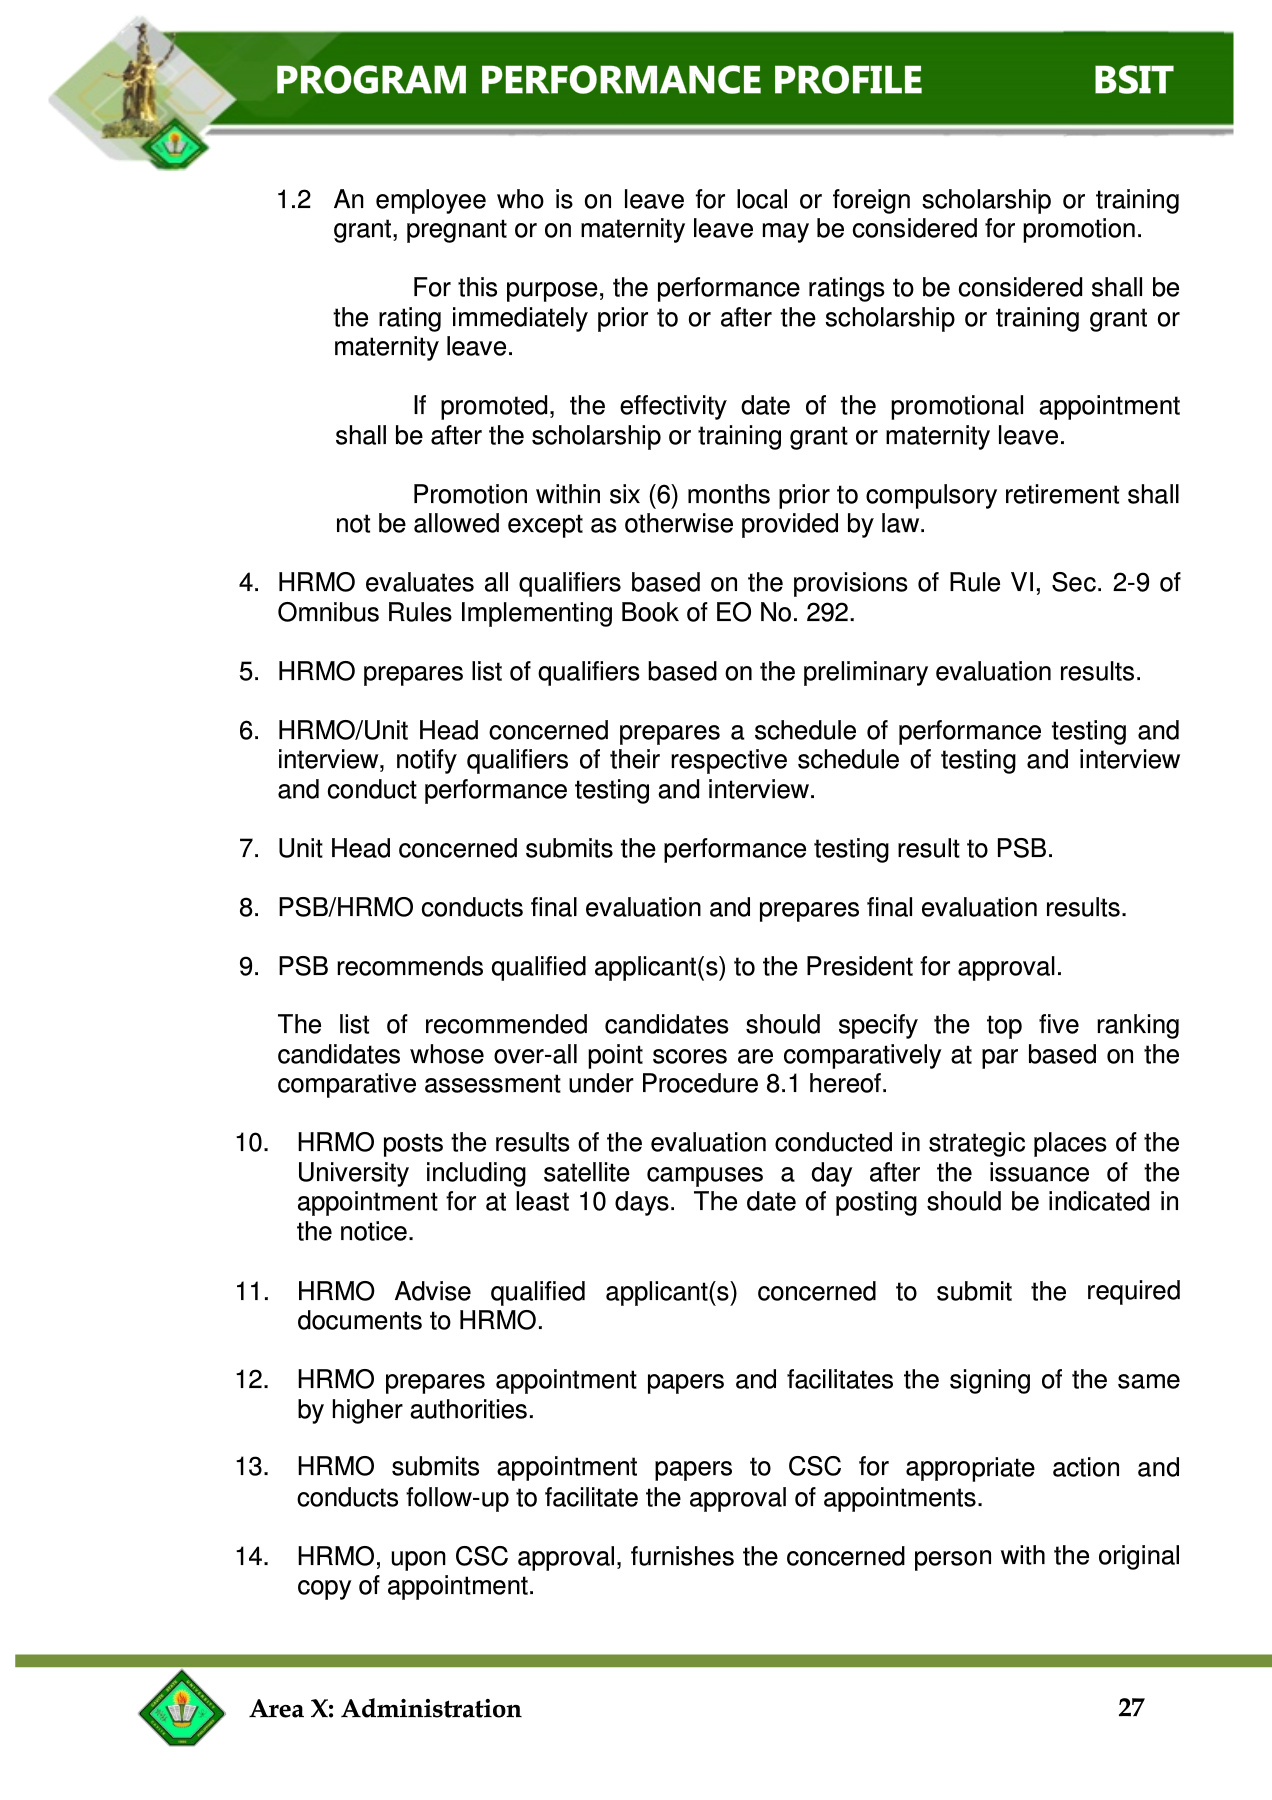 PROGRAM PERFORMANCE PROFILE BSIT
1.2 An employee who is on leave for local or foreign scholarship or training
grant, pregnant or on maternity leave may be considered for promotion.
For this purpose, the performance ratings to be considered shall be
the rating immediately prior to or after the scholarship or training grant or
maternity leave.
If promoted, the effectivity date of the promotional appointment
shall be after the scholarship or training grant or maternity leave.
Promotion within six (6) months prior to compulsory retirement shall
not be allowed except as otherwise provided by law.
4. HRMO evaluates all qualifiers based on the provisions of Rule VI, Sec. 2-9 of
Omnibus Rules Implementing Book of EO No. 292.
5. HRMO prepares list of qualifiers based on the preliminary evaluation results.
6. HRMO/Unit Head concerned prepares a schedule of performance testing and
interview, notify qualifiers of their respective schedule of testing and interview
and conduct performance testing and interview.
7. Unit Head concerned submits the performance testing result to PSB.
8. PSB/HRMO conducts final evaluation and prepares final evaluation results.
9. PSB recommends qualified applicant(s) to the President for approval.
The list of recommended candidates should specify the top five ranking
candidates whose over-all point scores are comparatively at par based on the
comparative assessment under Procedure 8.1 hereof.
10. HRMO posts the results of the evaluation conducted in strategic places of the
University including satellite campuses a day after the issuance of the
appointment for at least 10 days. The date of posting should be indicated in
the notice.
11. HRMO Advise qualified applicant(s) concerned to submit the required
documents to HRMO.
12. HRMO prepares appointment papers and facilitates the signing of the same
by higher authorities.
13. HRMO submits appointment papers to CSC for appropriate action and
conducts follow-up to facilitate the approval of appointments.
14. HRMO, upon CSC approval, furnishes the concerned person with the original
copy of appointment.
Area X: Administration 27